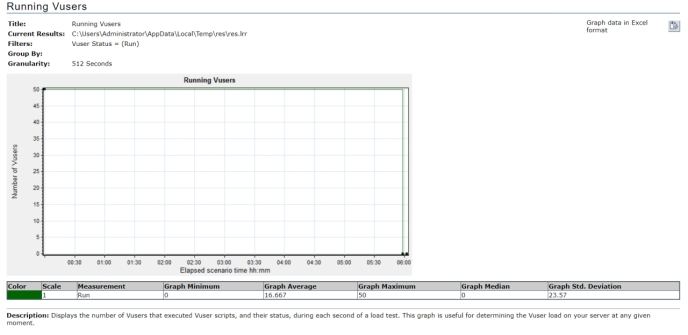 Running Vusers
Title: Running Vusers
Graph data in Excel
format
Current Results: C:\Users\Administrator\AppData\Local\Temp\res\res.lrr
Filters: Vuser Status = (Run)
Group By:
Granularity: 512 Seconds
Running Vusers
50
45
40
35
30
25
20
15
10
5
0
Number of Vusers
00:30 01:00 01:30 02:00 02:30 03:00 03:30 04:00 04:30 05:00 05:30 06:00
Elapsed scenario time hh:mm
Color Scale Measurement Graph Minimum Graph Average Graph Maximum Graph Median Graph Std. Deviation
1 Run 0 16.667 50 0 23.57
Description: Displays the number of Vusers that executed Vuser scripts, and their status, during each second of a load test. This graph is useful for determining the Vuser load on your server at any given
moment.